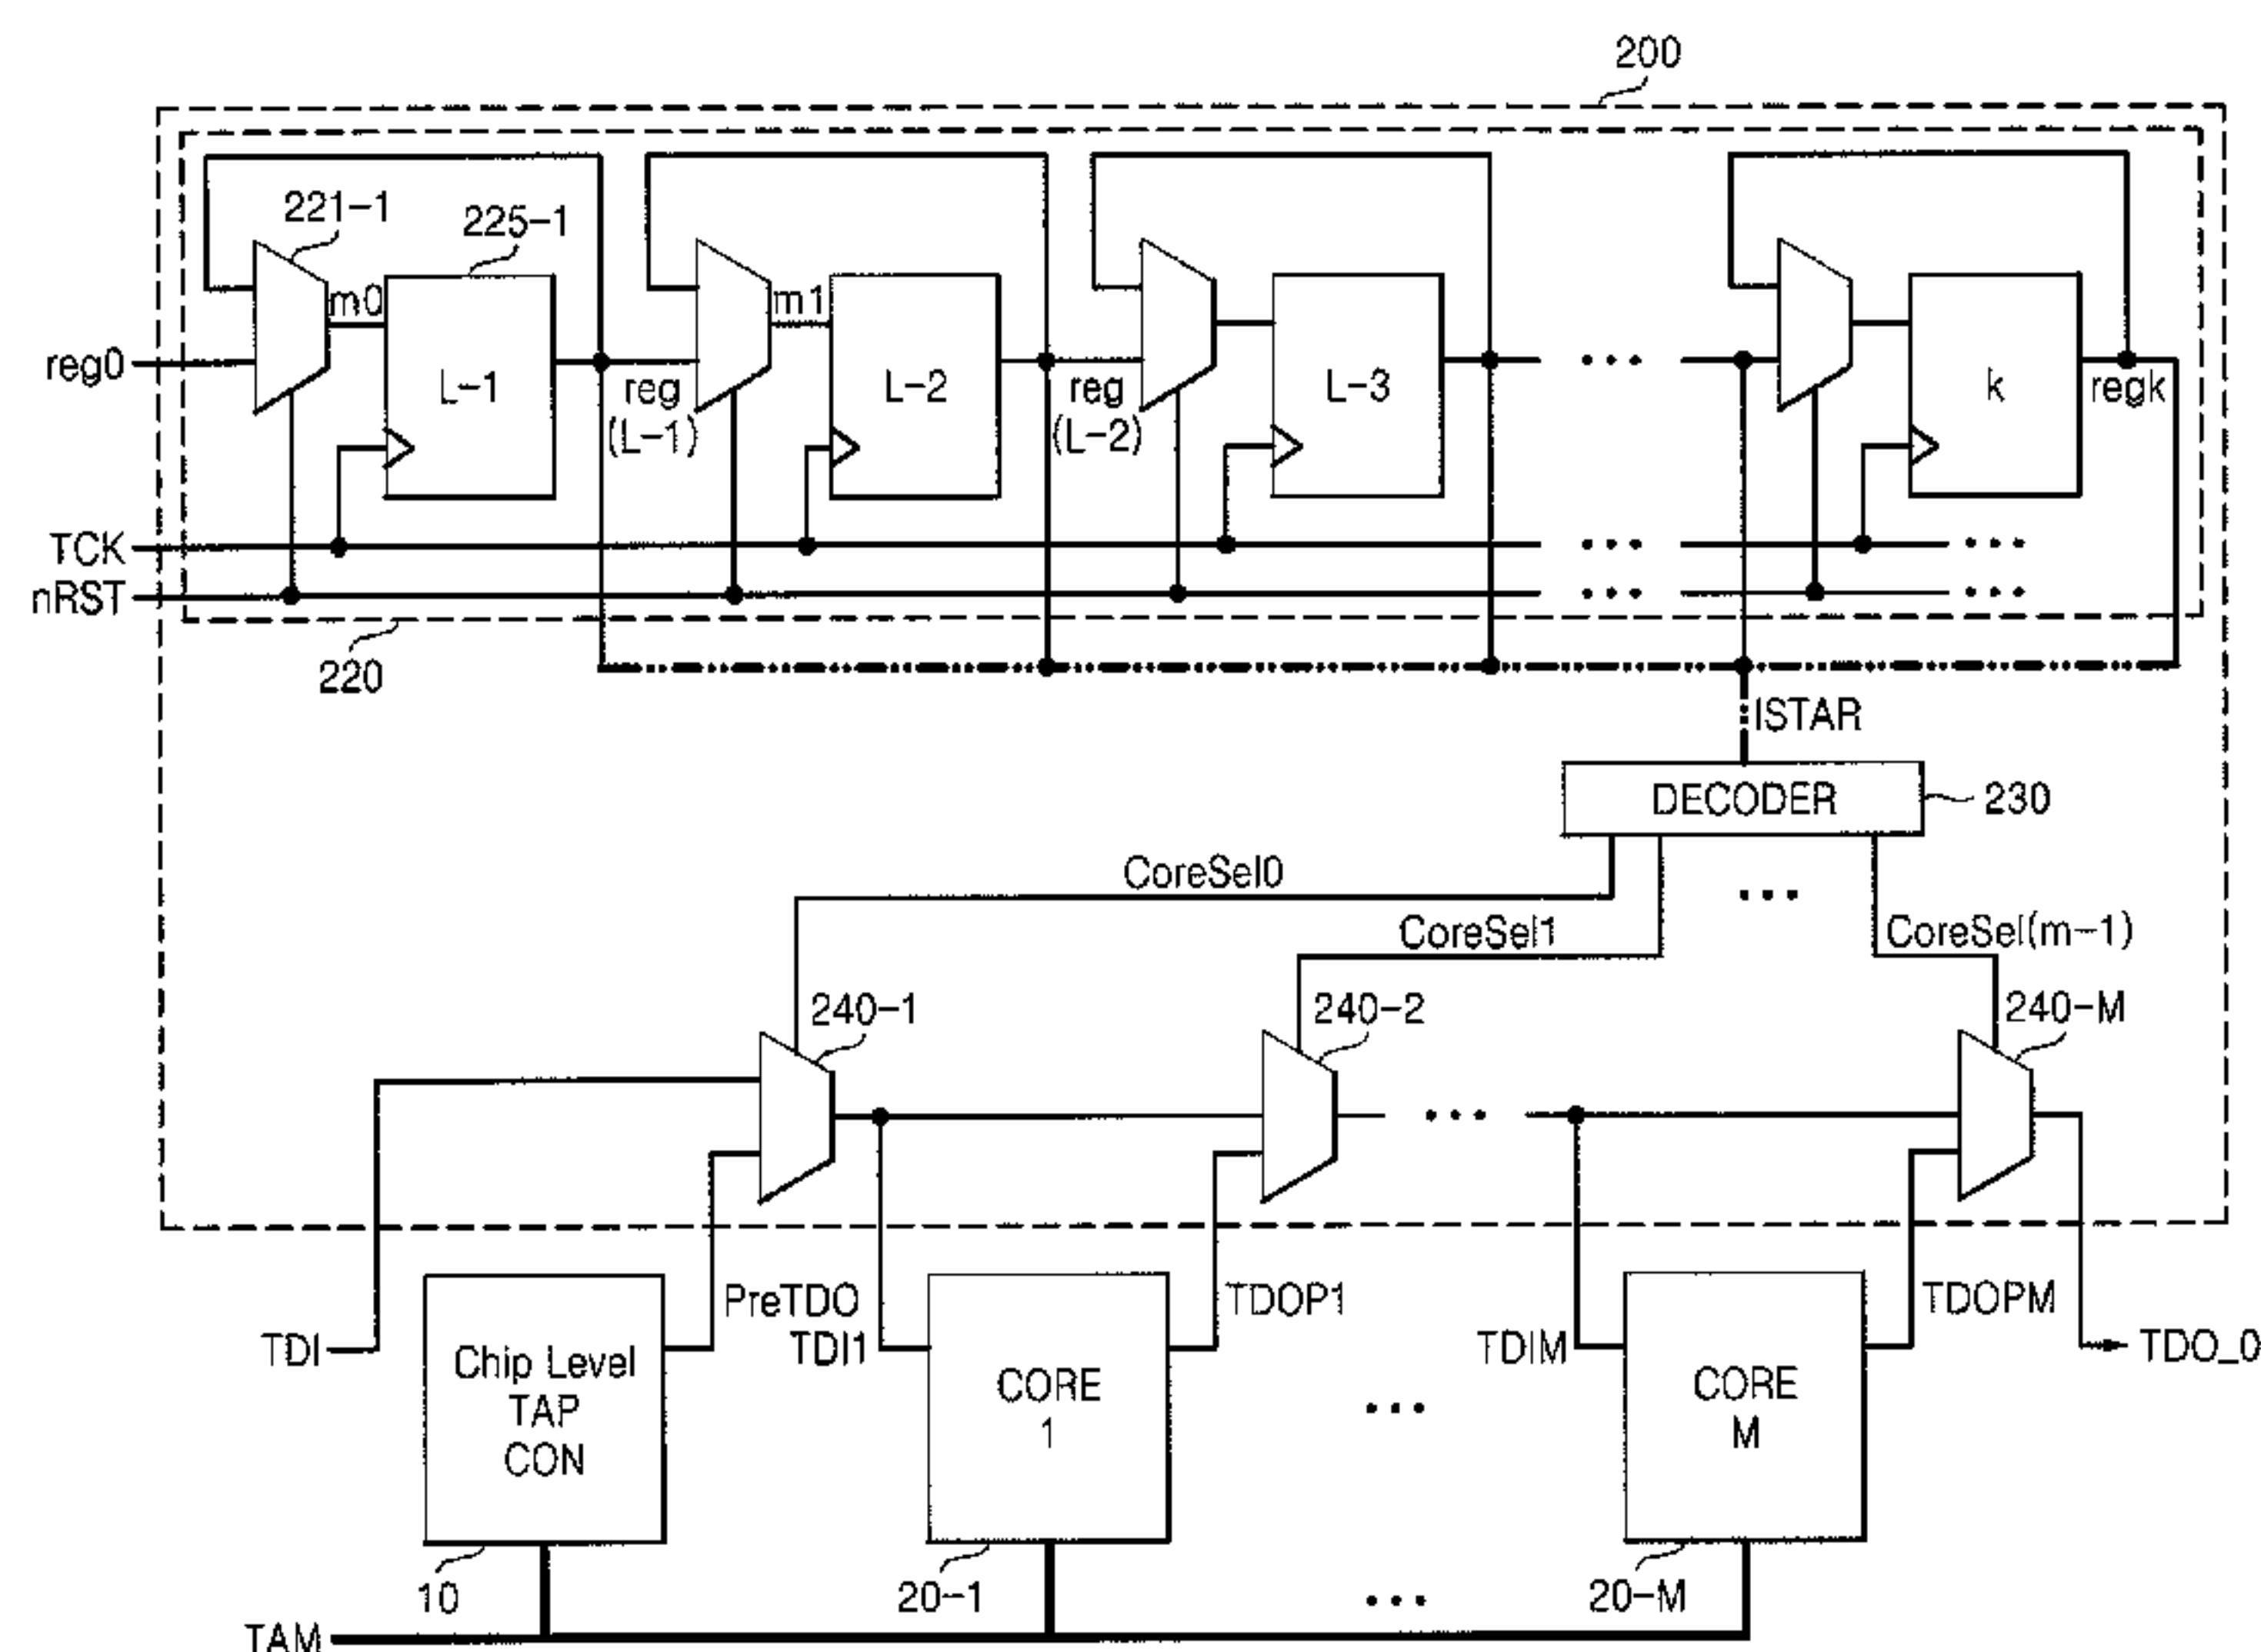 200
221-1
225-1
m0
m1
reg0
L-1
reg
(L-1)
L-2
reg
(L-2)
L-3
...
k
regk
TCK
... ...
nRST
... ...
220
ISTAR
DECODER
230
CoreSel0
...
CoreSel1
CoreSel(m-1)
240-1
240-2
240-M
...
TDI
Chip Level
TAP
CON
PreTDO
TDI1
CORE
1
TDOP1
...
TDIM
CORE
M
TDOPM
TDO_0
10
20-1
...
20-M
TAM